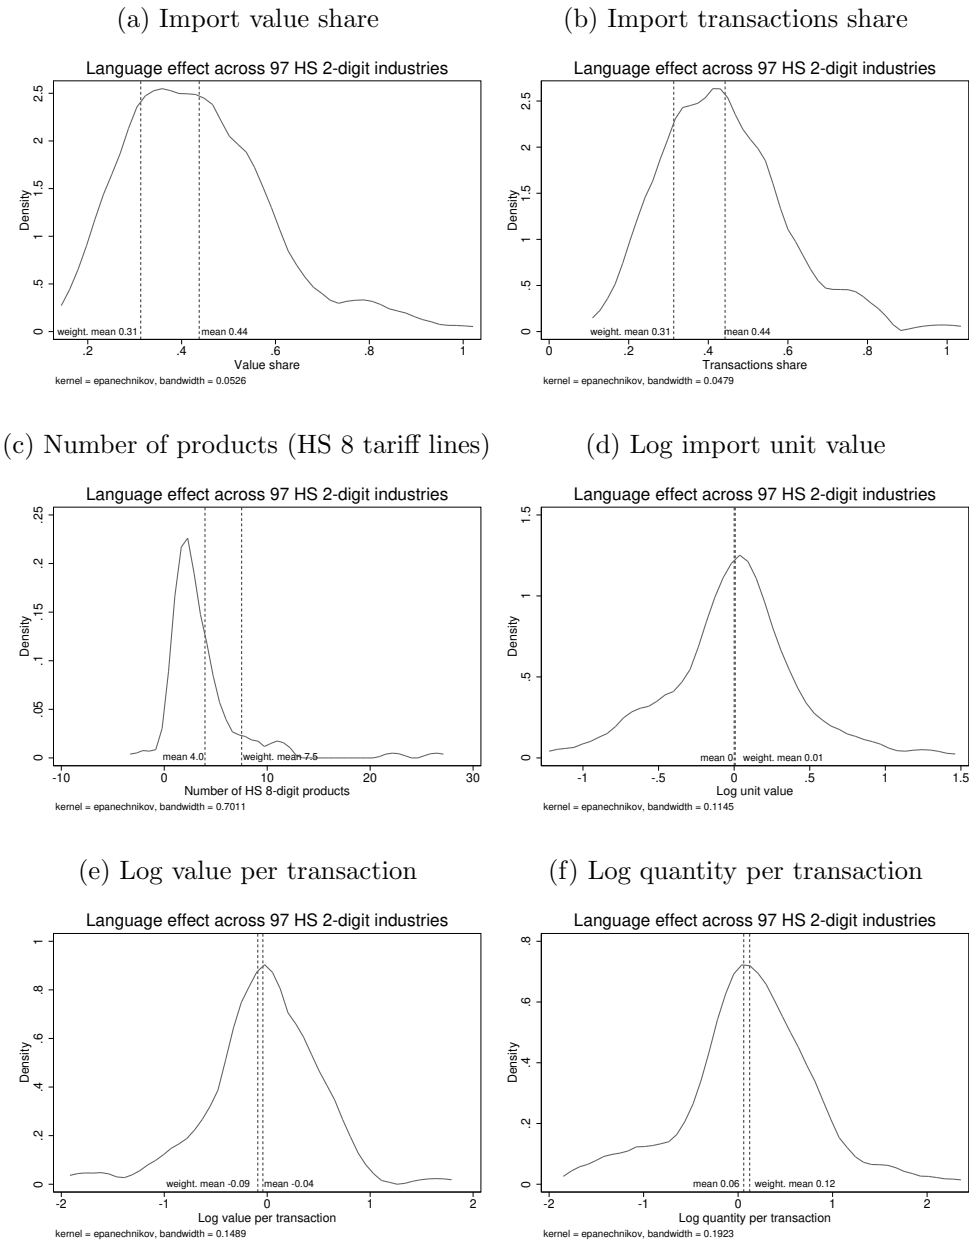 (a) Import value share
Language effect across 97 HS 2-digit industries
Density
0 .5 1 1.5 2 2.5
weight. mean 0.31
mean 0.44
.2 .4 .6 .8 1
Value share
kernel = epanechnikov, bandwidth = 0.0526
(b) Import transactions share
Language effect across 97 HS 2-digit industries
Density
0 .5 1 1.5 2 2.5
weight. mean 0.31
mean 0.44
0 .2 .4 .6 .8 1
Transactions share
kernel = epanechnikov, bandwidth = 0.0479
(c) Number of products (HS 8 tariff lines)
Language effect across 97 HS 2-digit industries
Density
0 .05 .1 .15 .2 .25
mean 4.0
weight. mean 7.5
-10 0 10 20 30
Number of HS 8-digit products
kernel = epanechnikov, bandwidth = 0.7011
(d) Log import unit value
Language effect across 97 HS 2-digit industries
Density
0 .5 1 1.5
mean 0
weight. mean 0.01
-1 -.5 0 .5 1 1.5
Log unit value
kernel = epanechnikov, bandwidth = 0.1145
(e) Log value per transaction
Language effect across 97 HS 2-digit industries
Density
0 .2 .4 .6 .8 1
weight. mean -0.09
mean -0.04
-2 -1 0 1 2
Log value per transaction
kernel = epanechnikov, bandwidth = 0.1489
(f) Log quantity per transaction
Language effect across 97 HS 2-digit industries
Density
0 .2 .4 .6 .8
mean 0.06
weight. mean 0.12
-2 -1 0 1 2
Log quantity per transaction
kernel = epanechnikov, bandwidth = 0.1923